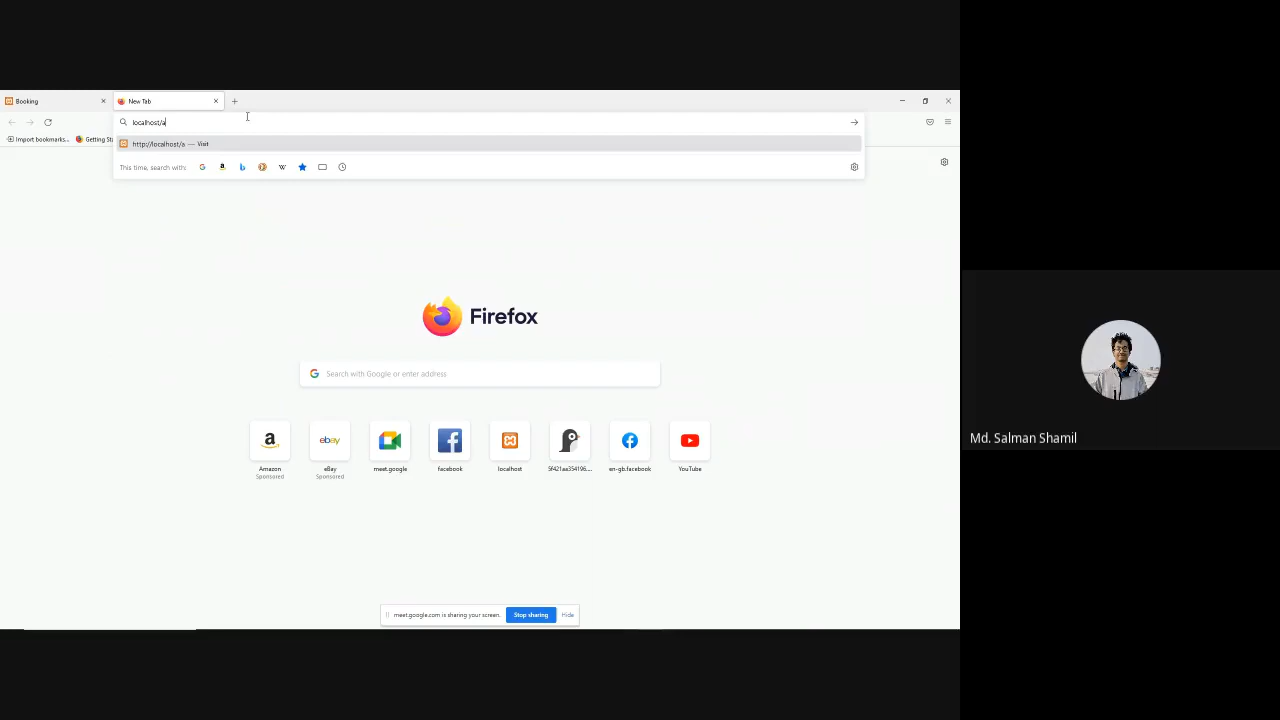 Booking
New Tab
localhost/a
Import bookmarks...
Getting Sta
http://localhost/a — Visit
This time, search with:
Firefox
Search with Google or enter address
Amazon
Sponsored
eBay
Sponsored
meet.google
facebook
localhost
5f421aa354196....
en-gb.facebook
YouTube
meet.google.com is sharing your screen.
Stop sharing
Hide
Md. Salman Shamil